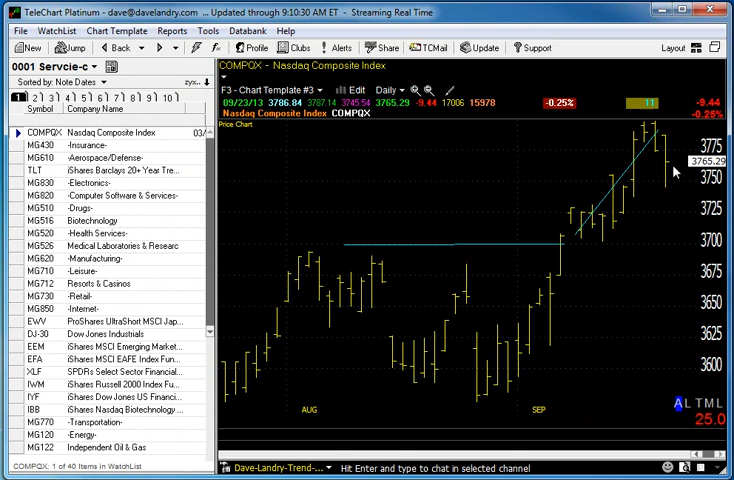 TeleChart Platinum - dave@davelandry.com ... Updated through 9:10:30 AM ET - Streaming Real Time
File WatchList Chart Template Reports Databank Help
New Jump Back Profile Clubs Alerts Share TCMail Update Support Layout
0001 Servcie-c
Sorted by: Note Dates zyx..
1 2 3 4 5 6 7 8 9 10
Symbol Company Name
COMPQX Nasdaq Composite Index 03/
MG430 -Insurance-
MG610 -Aerospace/Defense-
TLT iShares Barclays 20+ Year Tre...
MG830 -Electronics-
MG820 -Computer Software & Services-
MG510 -Drugs-
MG516 Biotechnology
MG520 -Health Services-
MG526 Medical Laboratories & Researc
MG620 -Manufacturing-
MG710 -Leisure-
MG712 Resorts & Casinos
MG730 -Retail-
MG850 -Internet-
EWV ProShares UltraShort MSCI Jap...
DJ-30 Dow Jones Industrials
EEM iShares MSCI Emerging Market...
EFA iShares MSCI EAFE Index Fun...
XLF SPDRs Select Sector Financial...
IWM iShares Russell 2000 Index Fu...
IYF iShares Dow Jones US Financi...
IBB iShares Nasdaq Biotechnology ...
MG770 -Transportation-
MG120 -Energy-
MG122 Independent Oil & Gas
COMPQX: 1 of 40 Items in WatchList
COMPQX - Nasdaq Composite Index
F3 - Chart Template #3 Edit Daily
09/23/13 3786.84 3787.14 3745.54 3765.29 -9.44 17006 15978 -0.25% 11 -9.44
Nasdaq Composite Index COMPQX -0.25%
Price Chart
3775
3765.29
3750
3725
3700
3675
3650
3625
3600
A L T M L
AUG SEP
25.0
Dave-Landry-Trend-... Hit Enter and type to chat in selected channel